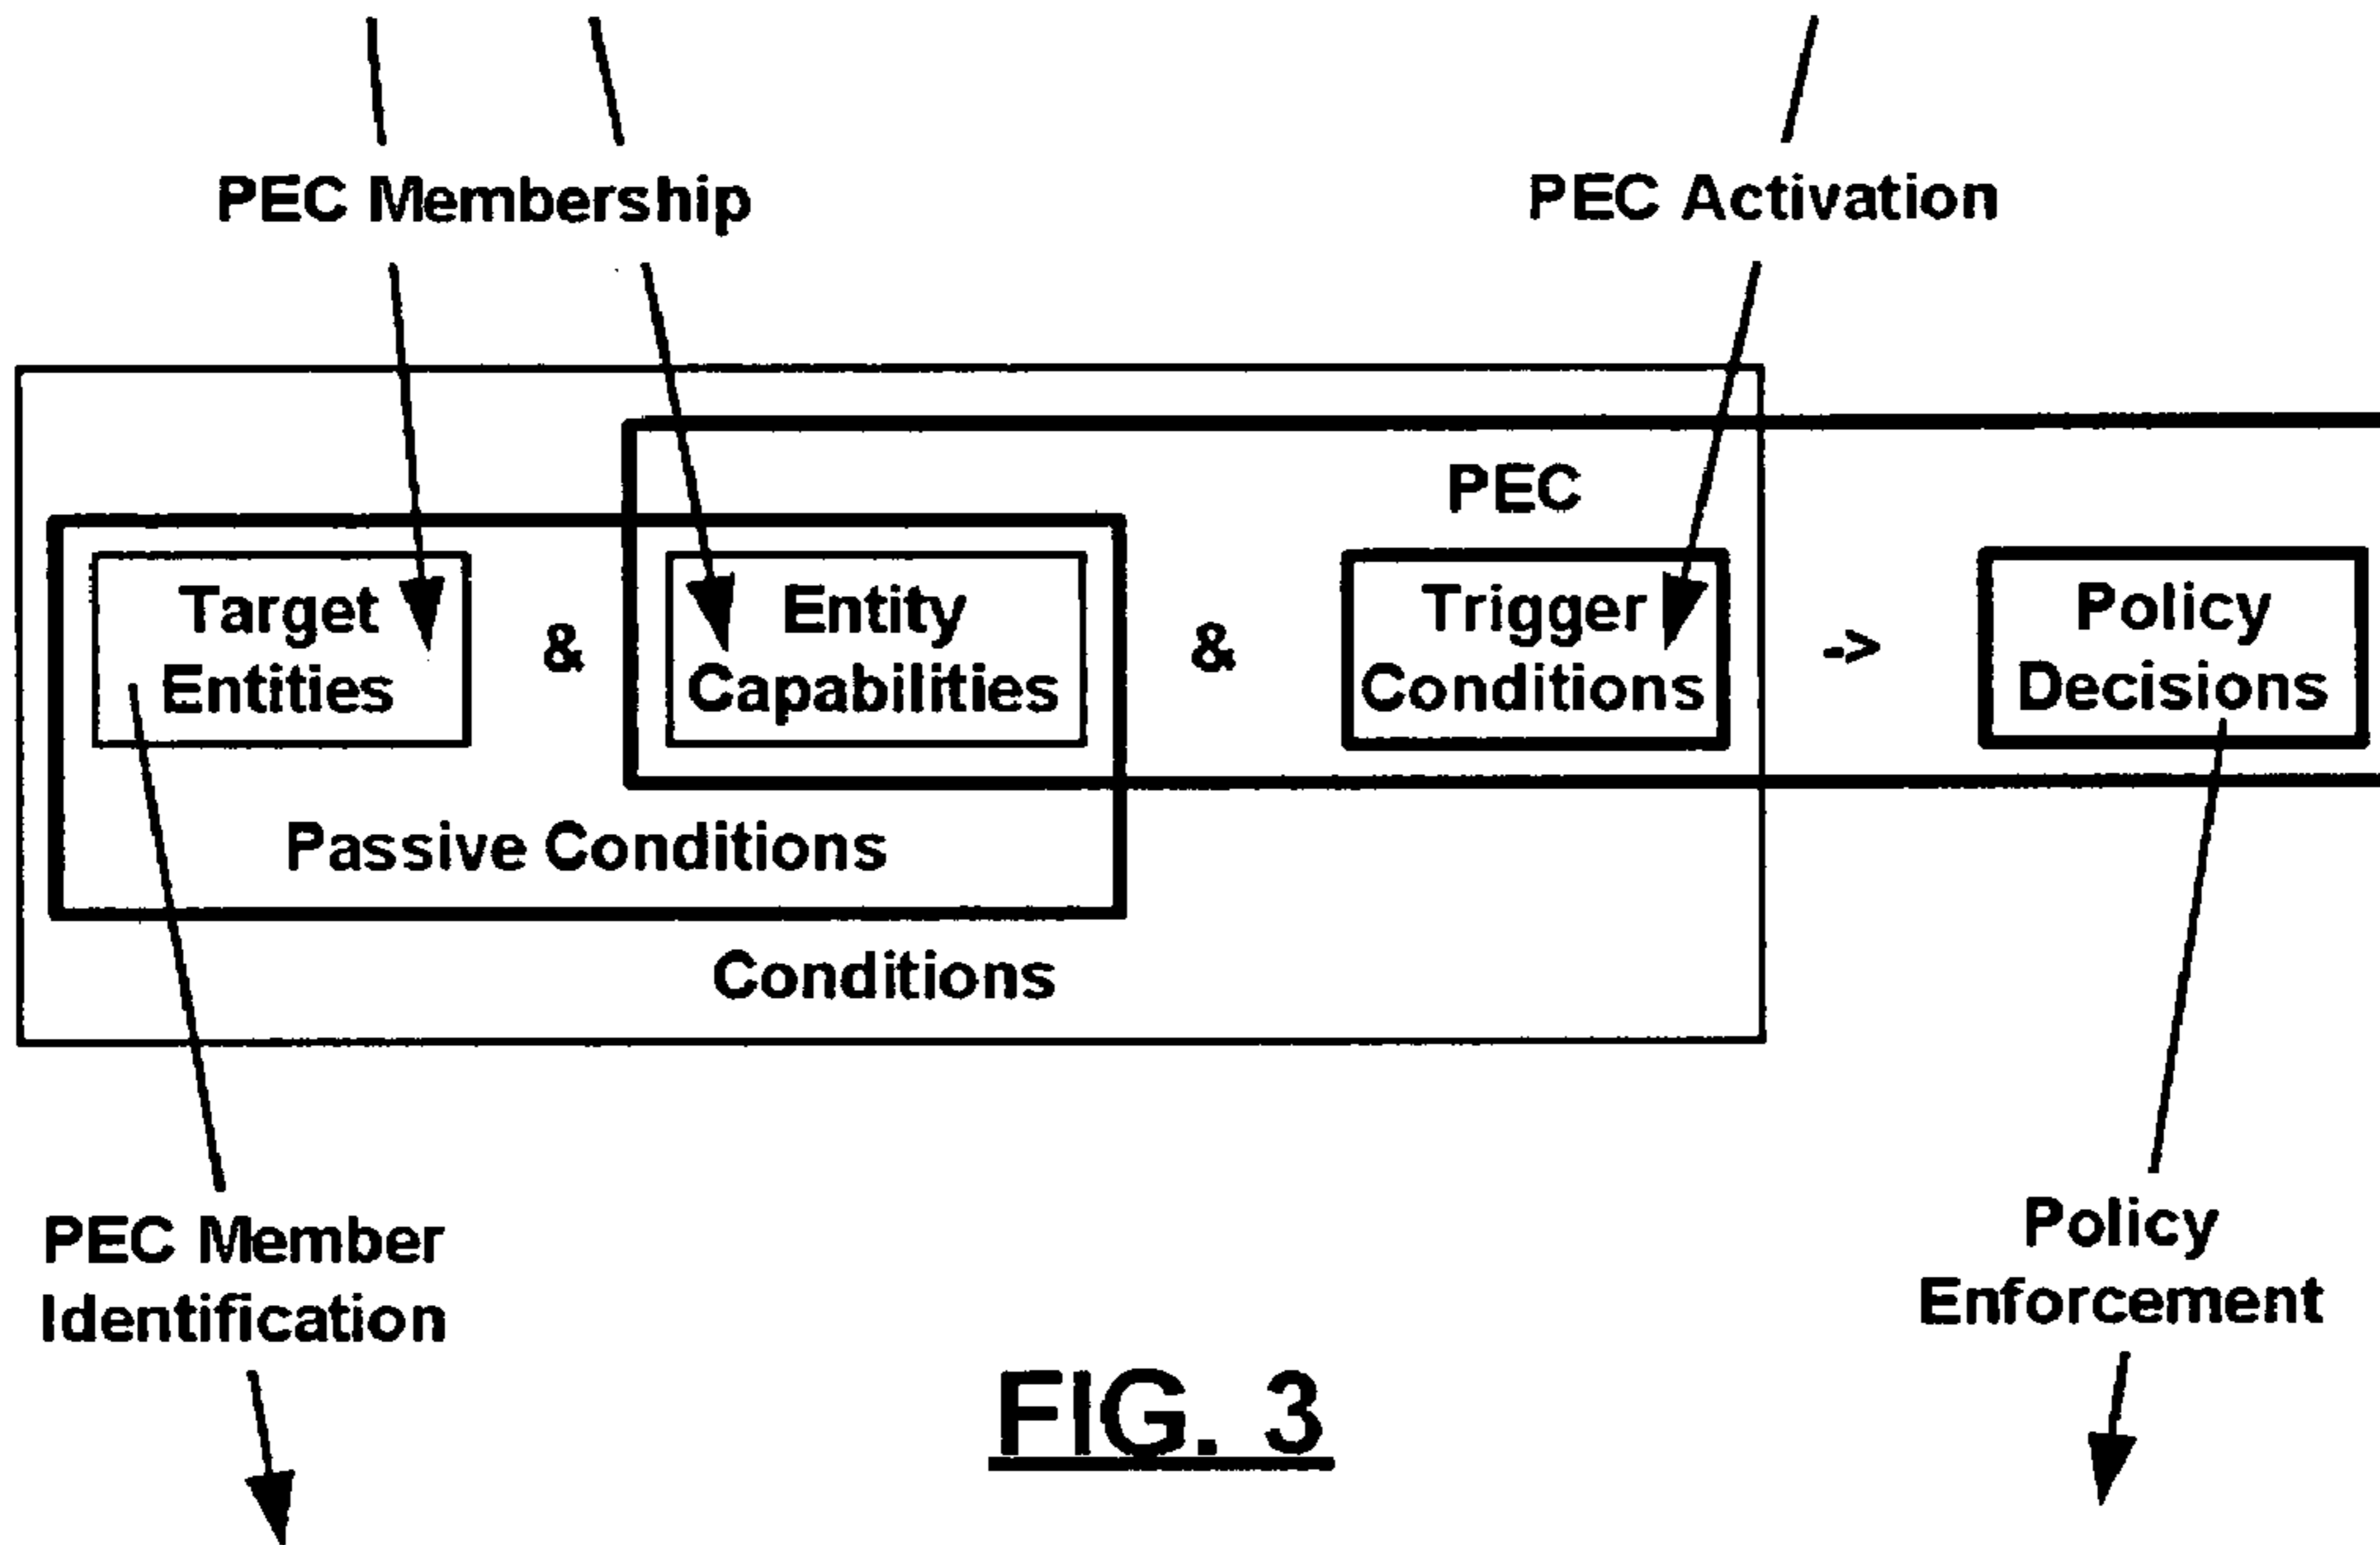 PEC Membership
PEC Activation
PEC
Target
Entities
&
Entity
Capabilities
&
Trigger
Conditions
->
Policy
Decisions
Passive Conditions
Conditions
PEC Member
Identification
Policy
Enforcement
FIG. 3